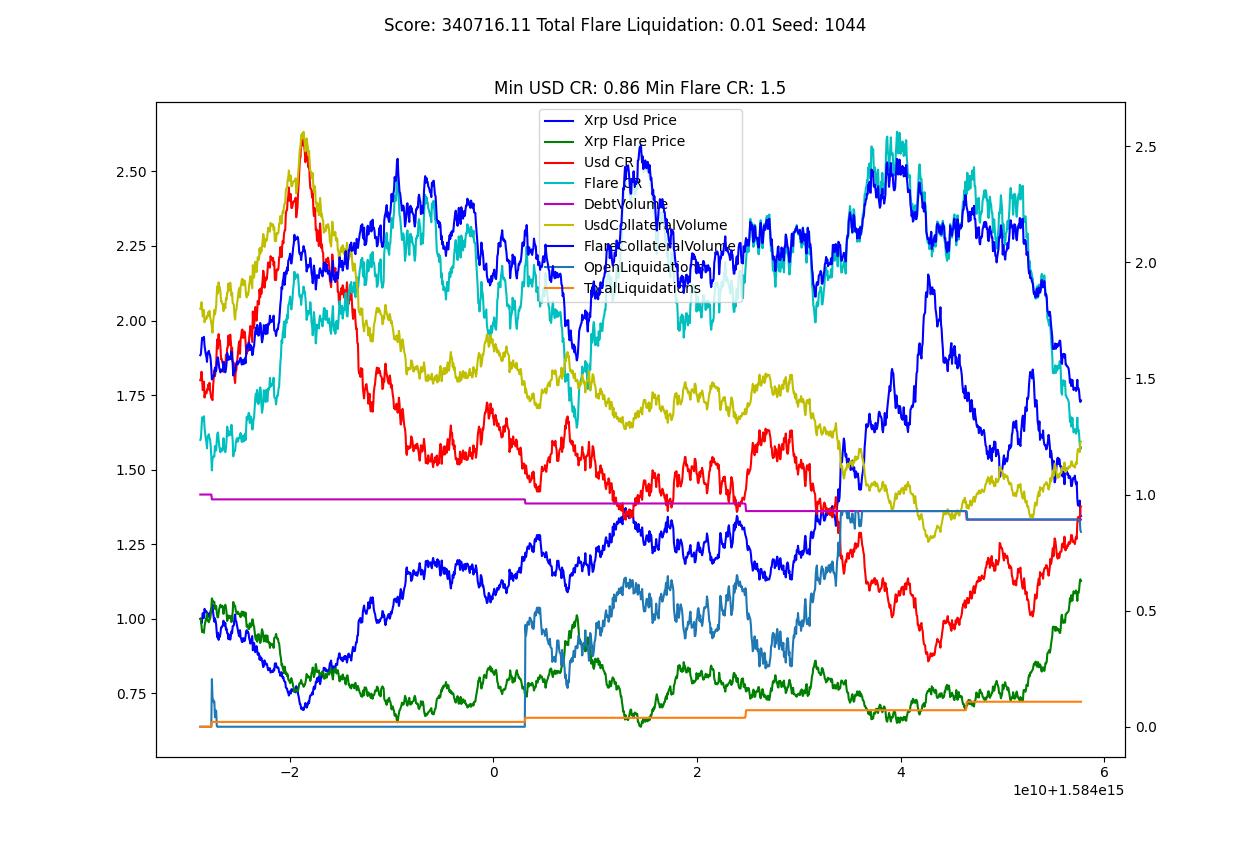 Score: 340716.11 Total Flare Liquidation: 0.01 Seed: 1044
Min USD CR: 0.86 Min Flare CR: 1.5
Xrp Usd Price
Xrp Flare Price
Usd CR
Flare CR
DebtVolume
UsdCollateralVolume
FlareCollateralVolume
OpenLiquidations
TotalLiquidations
2.50
2.25
2.00
1.75
1.50
1.25
1.00
0.75
2.5
2.0
1.5
1.0
0.5
0.0
−2
0
2
4
6
1e10+1.584e15